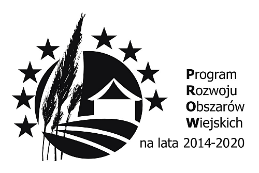 Program
Rozwoju
Obszarów
Wiejskich
na lata 2014-2020